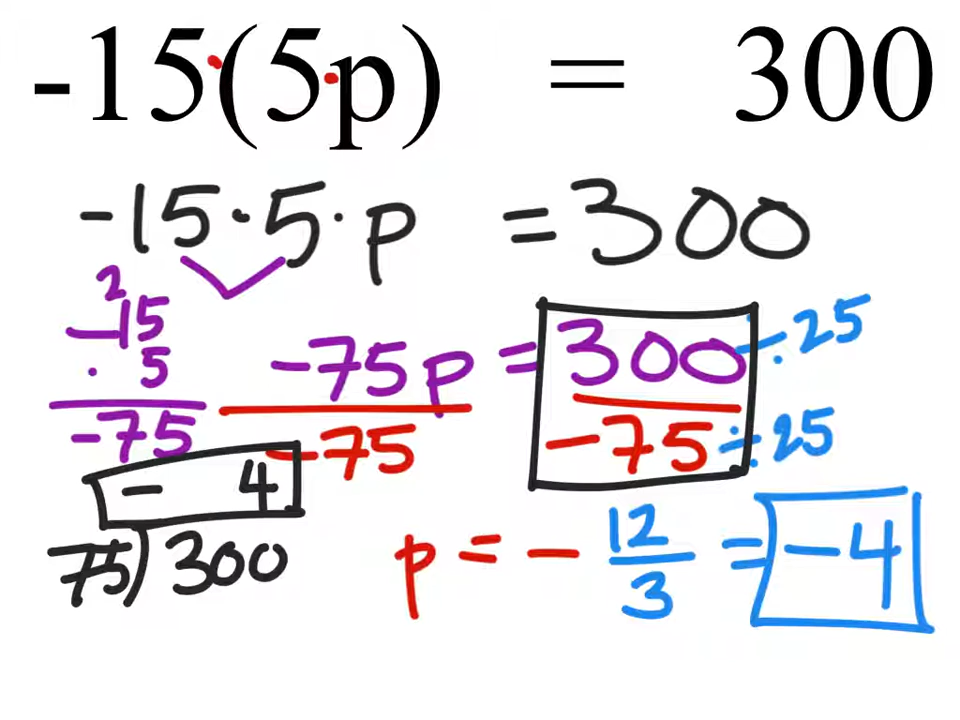 -15·(5·p) = 300
-15·5·p = 300
2
-15
· 5
-75
-75p = 300 ÷25
-75 -75 ÷25
- 4
75)300
p = - 12/3 = -4